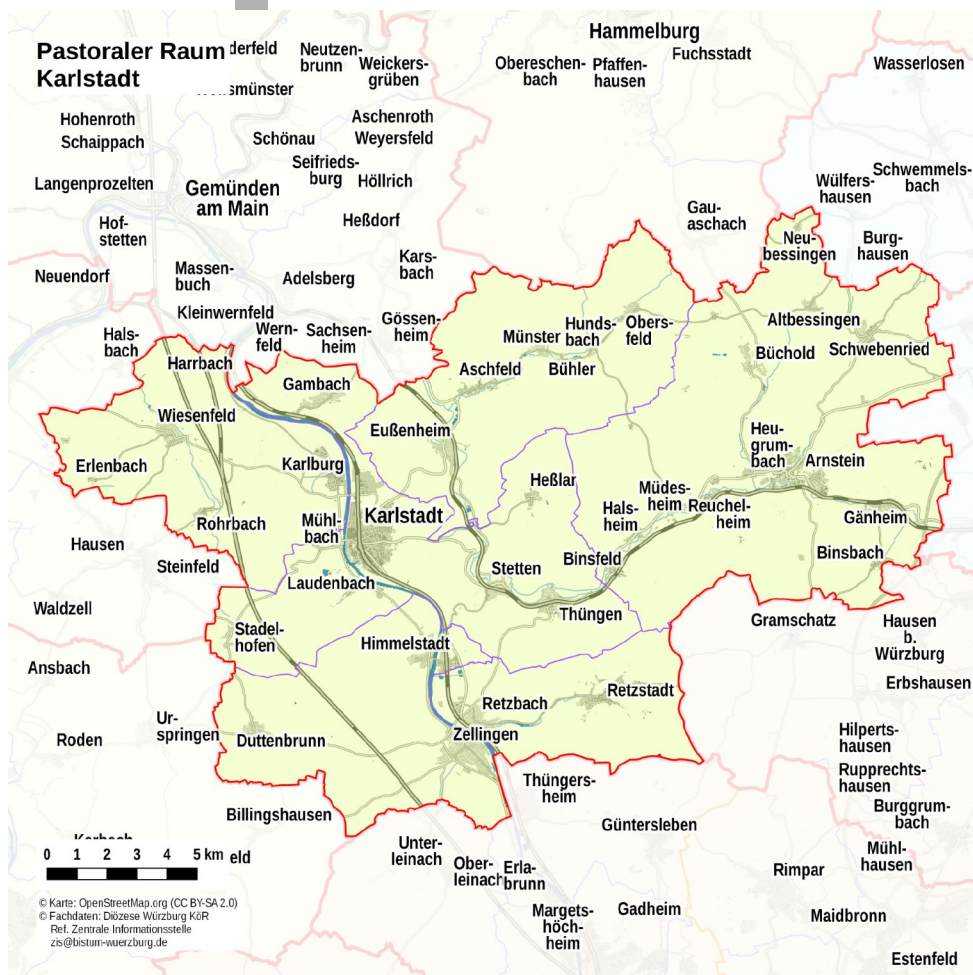 Pastoraler Raum
Karlstadt
derfeld
Neutzen-
brunn
Weickers-
grüben
Hammelburg
Obereschen-
bach
Pfaffen-
hausen
Fuchsstadt
Wasserlosen
Hohenroth
Schaippach
Schönau
Aschenroth
Weyersfeld
Seifrieds-
burg
Höllrich
Langenprozelten
Gemünden
am Main
Heßdorf
Schwemmels-
bach
Wülfers-
hausen
Hof-
stetten
Gau-
aschach
Neu-
bessingen
Burg-
hausen
Neuendorf
Massen-
buch
Adelsberg
Kars-
bach
Kleinwernfeld
Wern-
feld
Sachsen-
heim
Gössen-
heim
Hals-
bach
Harrbach
Gambach
Münster
Hunds-
bach
Obers-
feld
Altbessingen
Büchold
Schwebenried
Aschfeld
Bühler
Wiesenfeld
Eußenheim
Erlenbach
Karlburg
Heßlar
Heu-
grum-
bach
Arnstein
Müdes-
heim
Reuchel-
heim
Hals-
heim
Gänheim
Rohrbach
Mühl-
bach
Karlstadt
Hausen
Steinfeld
Laudenbach
Stetten
Binsfeld
Binsbach
Thüngen
Waldzell
Stadel-
hofen
Himmelstadt
Gramschatz
Hausen
b.
Würzburg
Ansbach
Erbshausen
Retzbach
Retzstadt
Ur-
springen
Roden
Duttenbrunn
Zellingen
Hilperts-
hausen
Rupprechts-
hausen
Thüngers-
heim
Billingshausen
Güntersleben
Burggrum-
bach
Karbach
Unter-
leinach
Ober-
leinach
Erla-
brunn
Mühl-
hausen
Rimpar
0 1 2 3 4 5 km
eld
Margets-
höch-
heim
Gadheim
Maidbronn
Estenfeld
© Karte: OpenStreetMap.org (CC BY-SA 2.0)
© Fachdaten: Diözese Würzburg KöR
Ref. Zentrale Informationsstelle
zis@bistum-wuerzburg.de